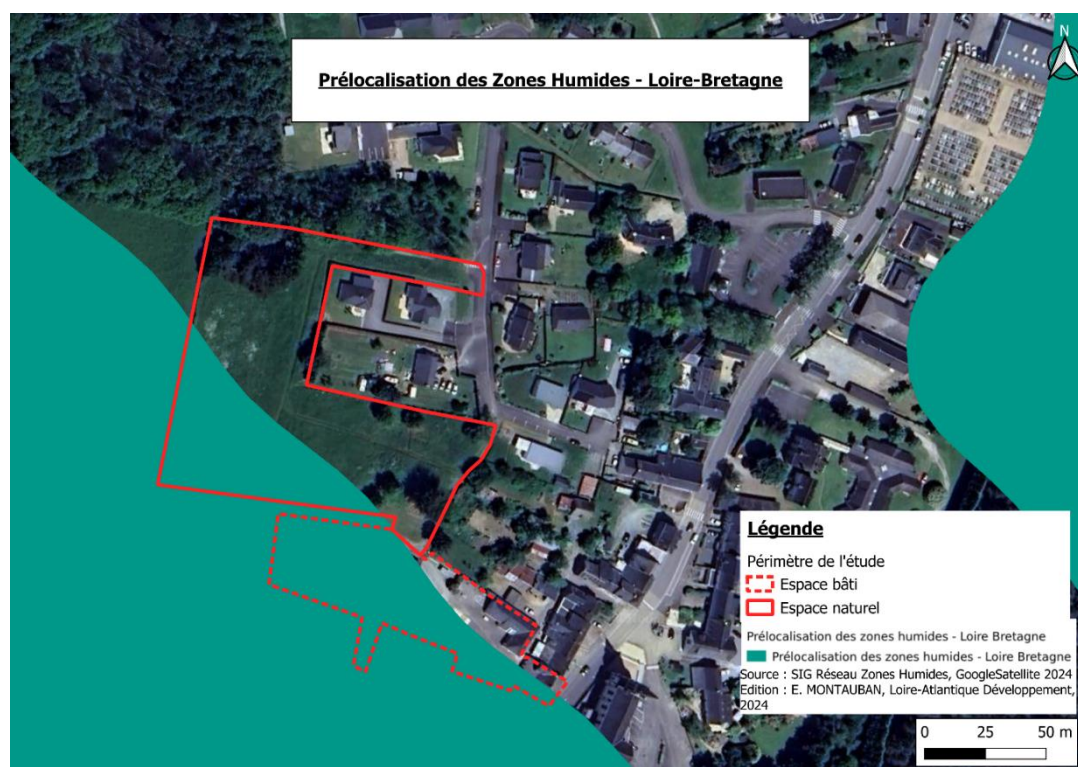 Prélocalisation des Zones Humides - Loire-Bretagne
N
Légende
Périmètre de l'étude
Espace bâti
Espace naturel
Prélocalisation des zones humides - Loire Bretagne
Prélocalisation des zones humides - Loire Bretagne
Source : SIG Réseau Zones Humides, GoogleSatellite 2024
Edition : E. MONTAUBAN, Loire-Atlantique Développement,
2024
0 25 50 m